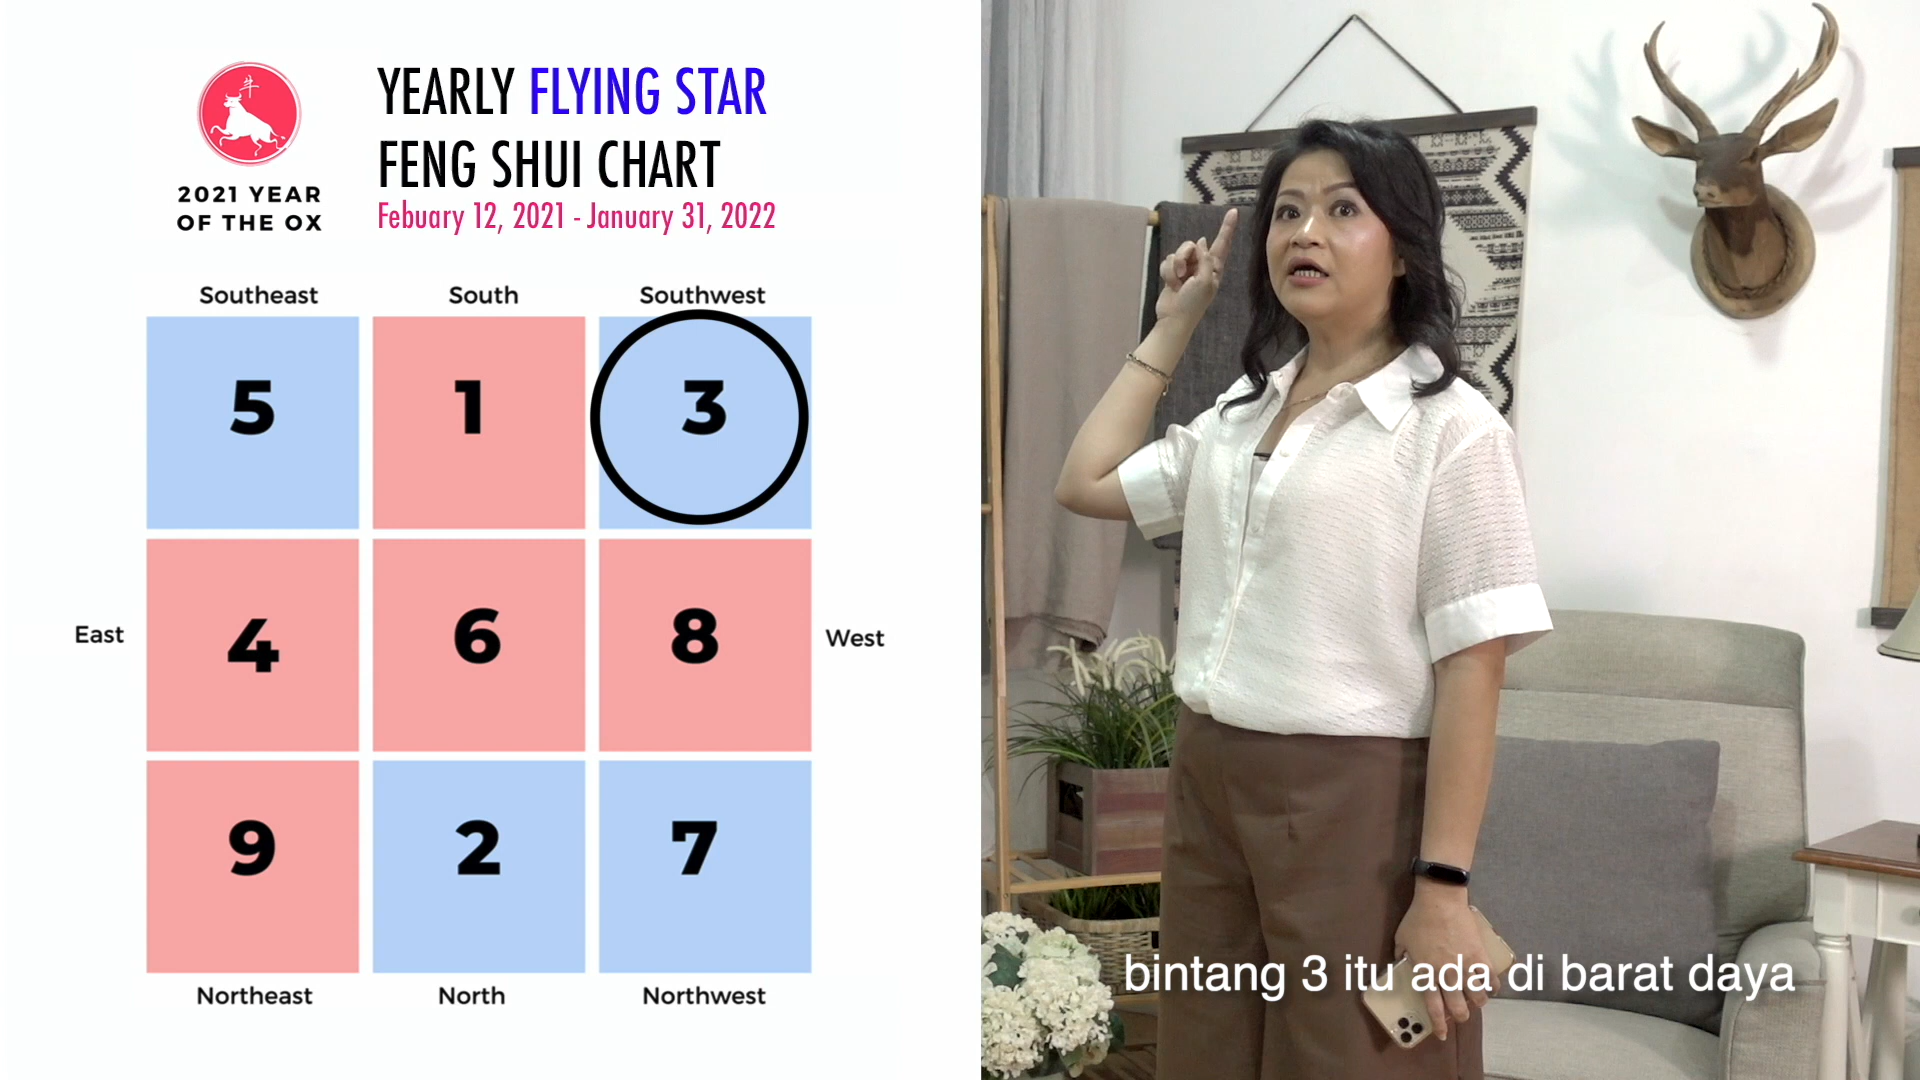 牛
2021 YEAR
OF THE OX
YEARLY FLYING STAR
FENG SHUI CHART
Febuary 12, 2021 - January 31, 2022
Southeast South Southwest
5 1 3
East 4 6 8 West
9 2 7
Northeast North Northwest
bintang 3 itu ada di barat daya